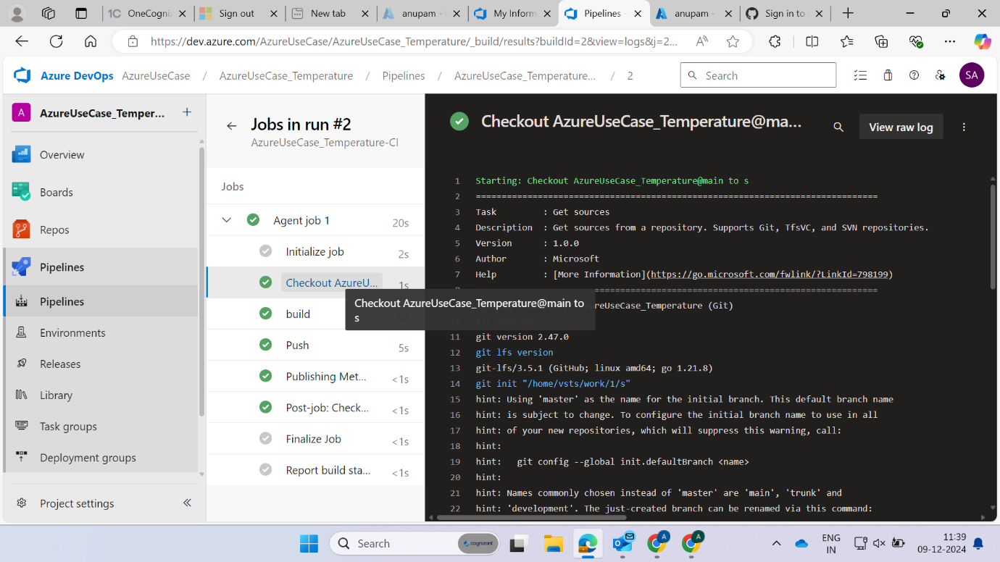 OneCogniz
Sign out
New tab
anupam -
My Inform
Pipelines -
anupam -
Sign in to
https://dev.azure.com/AzureUseCase/AzureUseCase_Temperature/_build/results?buildId=2&view=logs&j=2...
Azure DevOps AzureUseCase / AzureUseCase_Temperature / Pipelines / AzureUseCase_Temperature... / 2
Search
SA
A AzureUseCase_Temper...
Overview
Boards
Repos
Pipelines
Pipelines
Environments
Releases
Library
Task groups
Deployment groups
Project settings
Jobs in run #2
AzureUseCase_Temperature-CI
Jobs
Agent job 1 20s
Initialize job 2s
Checkout AzureU... 1s
build
Push 5s
Publishing Met... <1s
Post-job: Check... <1s
Finalize Job <1s
Report build sta... <1s
Checkout AzureUseCase_Temperature@main to
s
Checkout AzureUseCase_Temperature@ma...
View raw log
1 Starting: Checkout AzureUseCase_Temperature@main to s
2 ==============================================================================
3 Task : Get sources
4 Description : Get sources from a repository. Supports Git, TfsVC, and SVN repositories.
5 Version : 1.0.0
6 Author : Microsoft
7 Help : [More Information](https://go.microsoft.com/fwlink/?LinkId=798199)
==============================================================================
reUseCase_Temperature (Git)
11 git version 2.47.0
12 git lfs version
13 git-lfs/3.5.1 (GitHub; linux amd64; go 1.21.8)
14 git init "/home/vsts/work/1/s"
15 hint: Using 'master' as the name for the initial branch. This default branch name
16 hint: is subject to change. To configure the initial branch name to use in all
17 hint: of your new repositories, which will suppress this warning, call:
18 hint:
19 hint: git config --global init.defaultBranch <name>
20 hint:
21 hint: Names commonly chosen instead of 'master' are 'main', 'trunk' and
22 hint: 'development'. The just-created branch can be renamed via this command:
Search
cognizant
A
A
ENG
IN
11:39
09-12-2024